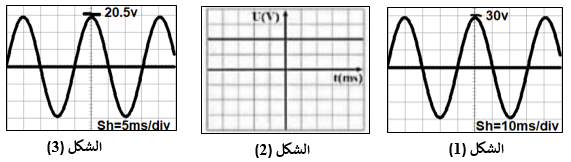 20.5v
Sh=5ms/div
الشكل (3)
U(V)
t(ms)
الشكل (2)
30v
Sh=10ms/div
الشكل (1)